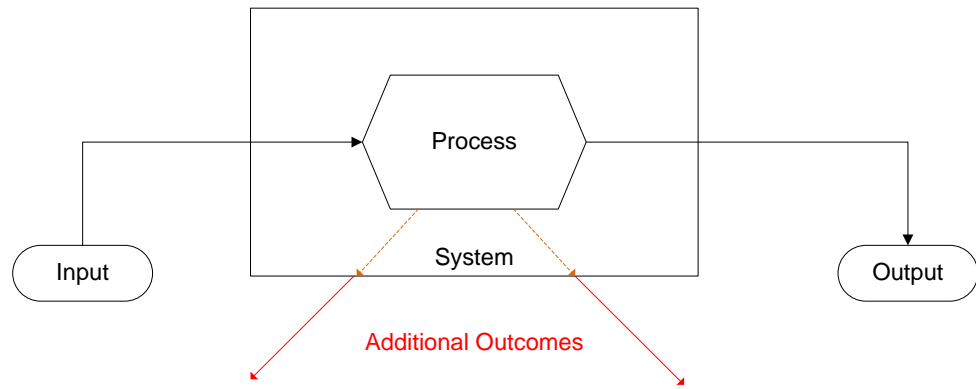 Process
System
Input
Output
Additional Outcomes